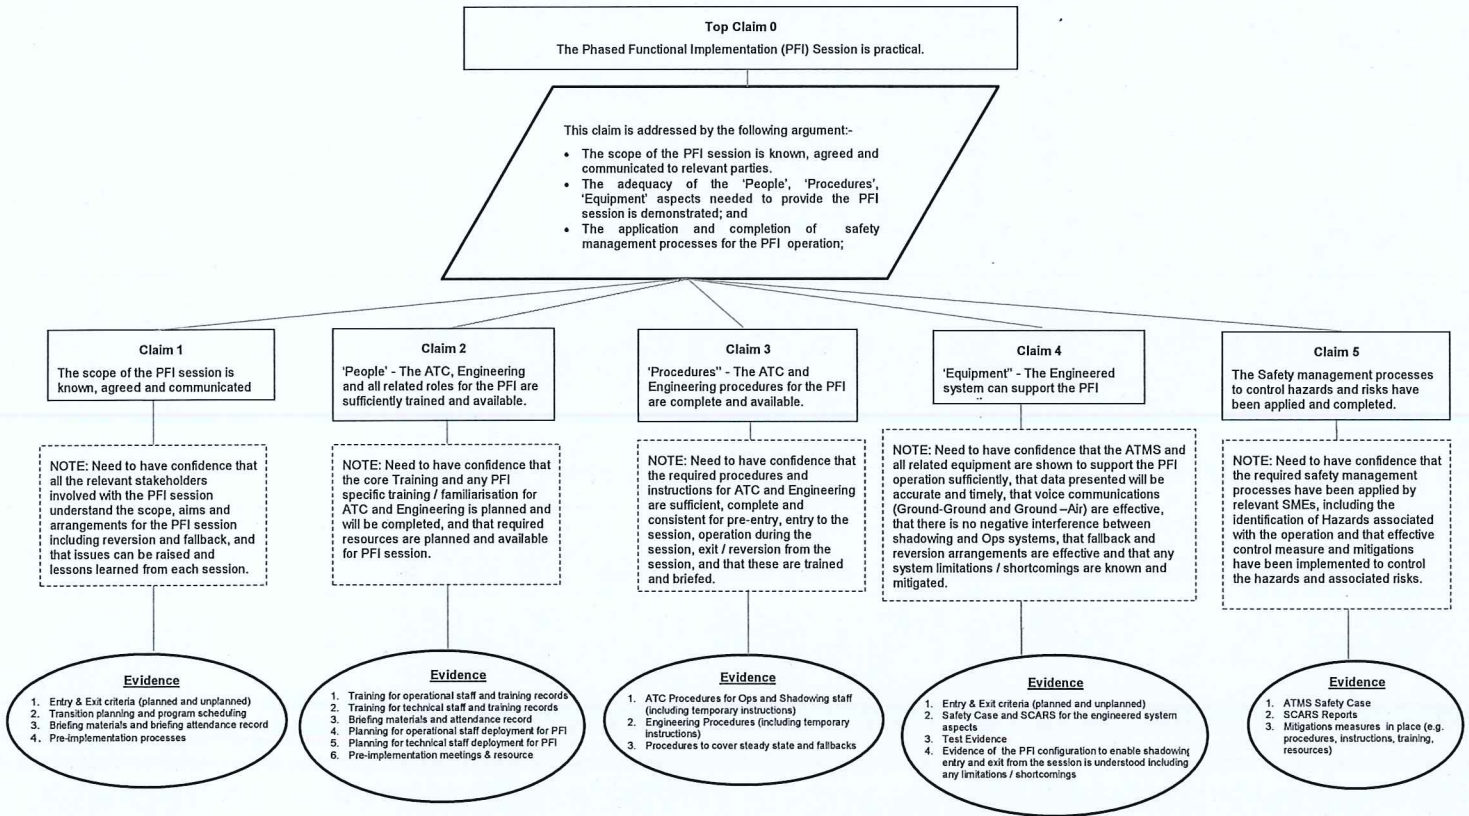 Top Claim 0
The Phased Functional Implementation (PFI) Session is practical.
This claim is addressed by the following argument:-
• The scope of the PFI session is known, agreed and
communicated to relevant parties.
• The adequacy of the 'People', 'Procedures',
'Equipment' aspects needed to provide the PFI
session is demonstrated; and
• The application and completion of safety
management processes for the PFI operation;
Claim 1
The scope of the PFI session is
known, agreed and communicated
Claim 2
'People' - The ATC, Engineering
and all related roles for the PFI are
sufficiently trained and available.
Claim 3
'Procedures" - The ATC and
Engineering procedures for the PFI
are complete and available.
Claim 4
'Equipment" - The Engineered
system can support the PFI
Claim 5
The Safety management processes
to control hazards and risks have
been applied and completed.
NOTE: Need to have confidence that
all the relevant stakeholders
involved with the PFI session
understand the scope, aims and
arrangements for the PFI session
including reversion and fallback, and
that issues can be raised and
lessons learned from each session.
NOTE: Need to have confidence that
the core Training and any PFI
specific training / familiarisation for
ATC and Engineering is planned and
will be completed, and that required
resources are planned and available
for PFI session.
NOTE: Need to have confidence that
the required procedures and
instructions for ATC and Engineering
are sufficient, complete and
consistent for pre-entry, entry to the
session, operation during the
session, exit / reversion from the
session, and that these are trained
and briefed.
NOTE: Need to have confidence that the ATMS and
all related equipment are shown to support the PFI
operation sufficiently, that data presented will be
accurate and timely, that voice communications
(Ground-Ground and Ground –Air) are effective,
that there is no negative interference between
shadowing and Ops systems, that fallback and
reversion arrangements are effective and that any
system limitations / shortcomings are known and
mitigated.
NOTE: Need to have confidence that
the required safety management
processes have been applied by
relevant SMEs, including the
identification of Hazards associated
with the operation and that effective
control measure and mitigations
have been implemented to control
the hazards and associated risks.
Evidence
1. Entry & Exit criteria (planned and unplanned)
2. Transition planning and program scheduling
3. Briefing materials and briefing attendance record
4. Pre-implementation processes
Evidence
1. Training for operational staff and training records
2. Training for technical staff and training records
3. Briefing materials and attendance record
4. Planning for operational staff deployment for PFI
5. Planning for technical staff deployment for PFI
6. Pre-implementation meetings & resource
Evidence
1. ATC Procedures for Ops and Shadowing staff
(including temporary instructions)
2. Engineering Procedures (including temporary
instructions)
3. Procedures to cover steady state and fallbacks
Evidence
1. Entry & Exit criteria (planned and unplanned)
2. Safety Case and SCARS for the engineered system
aspects
3. Test Evidence
4. Evidence of the PFI configuration to enable shadowing
entry and exit from the session is understood including
any limitations / shortcomings
Evidence
1. ATMS Safety Case
2. SCARS Reports
3. Mitigations measures in place (e.g.
procedures, instructions, training,
resources)